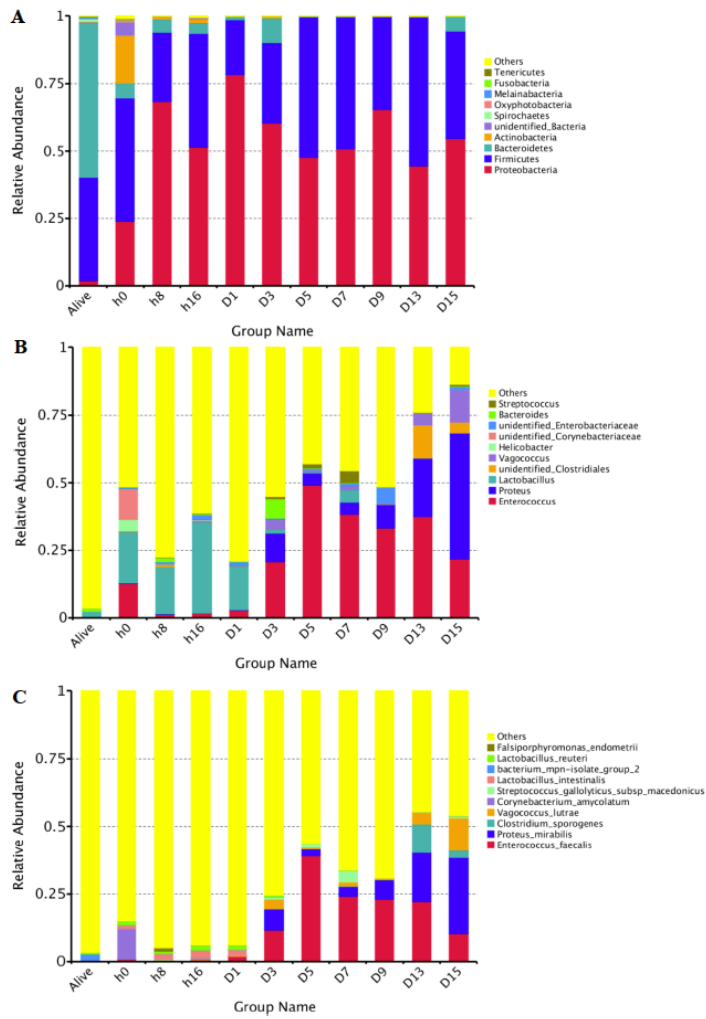 A
Relative Abundance
1
0.75
0.5
0.25
0
Alive
h0
h8
h16
D1
D3
D5
D7
D9
D13
D15
Group Name
Others
Tenericutes
Fusobacteria
Melainabacteria
Oxyphotobacteria
Spirochaetes
unidentified_Bacteria
Actinobacteria
Bacteroidetes
Firmicutes
Proteobacteria
B
Relative Abundance
1
0.75
0.5
0.25
0
Alive
h0
h8
h16
D1
D3
D5
D7
D9
D13
D15
Group Name
Others
Streptococcus
Bacteroides
unidentified_Enterobacteriaceae
unidentified_Corynebacteriaceae
Helicobacter
Vagococcus
unidentified_Clostridiales
Lactobacillus
Proteus
Enterococcus
C
Relative Abundance
1
0.75
0.5
0.25
0
Alive
h0
h8
h16
D1
D3
D5
D7
D9
D13
D15
Group Name
Others
Falsiporphyromonas_endometrii
Lactobacillus_reuteri
bacterium_mpn-isolate_group_2
Lactobacillus_intestinalis
Streptococcus_gallolyticus_subsp_macedonicus
Corynebacterium_amycolatum
Vagococcus_lutrae
Clostridium_sporogenes
Proteus_mirabilis
Enterococcus_faecalis